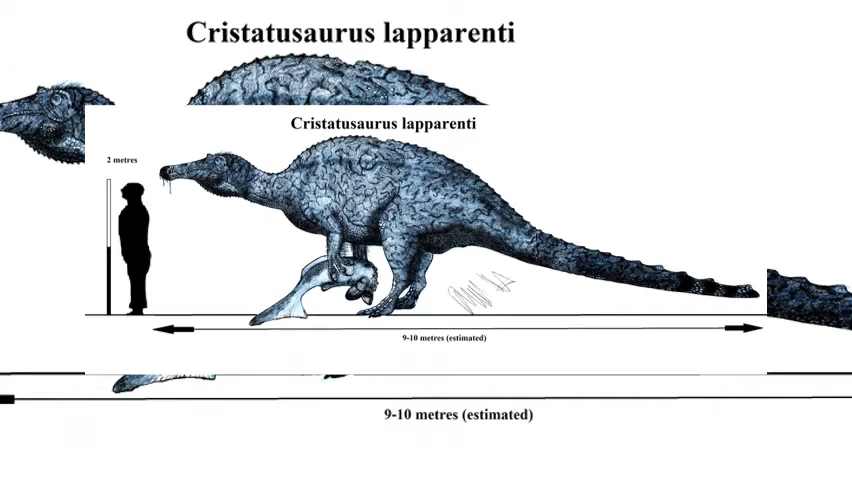 Cristatusaurus lapparenti
Cristatusaurus lapparenti
2 metres
9-10 metres (estimated)
9-10 metres (estimated)